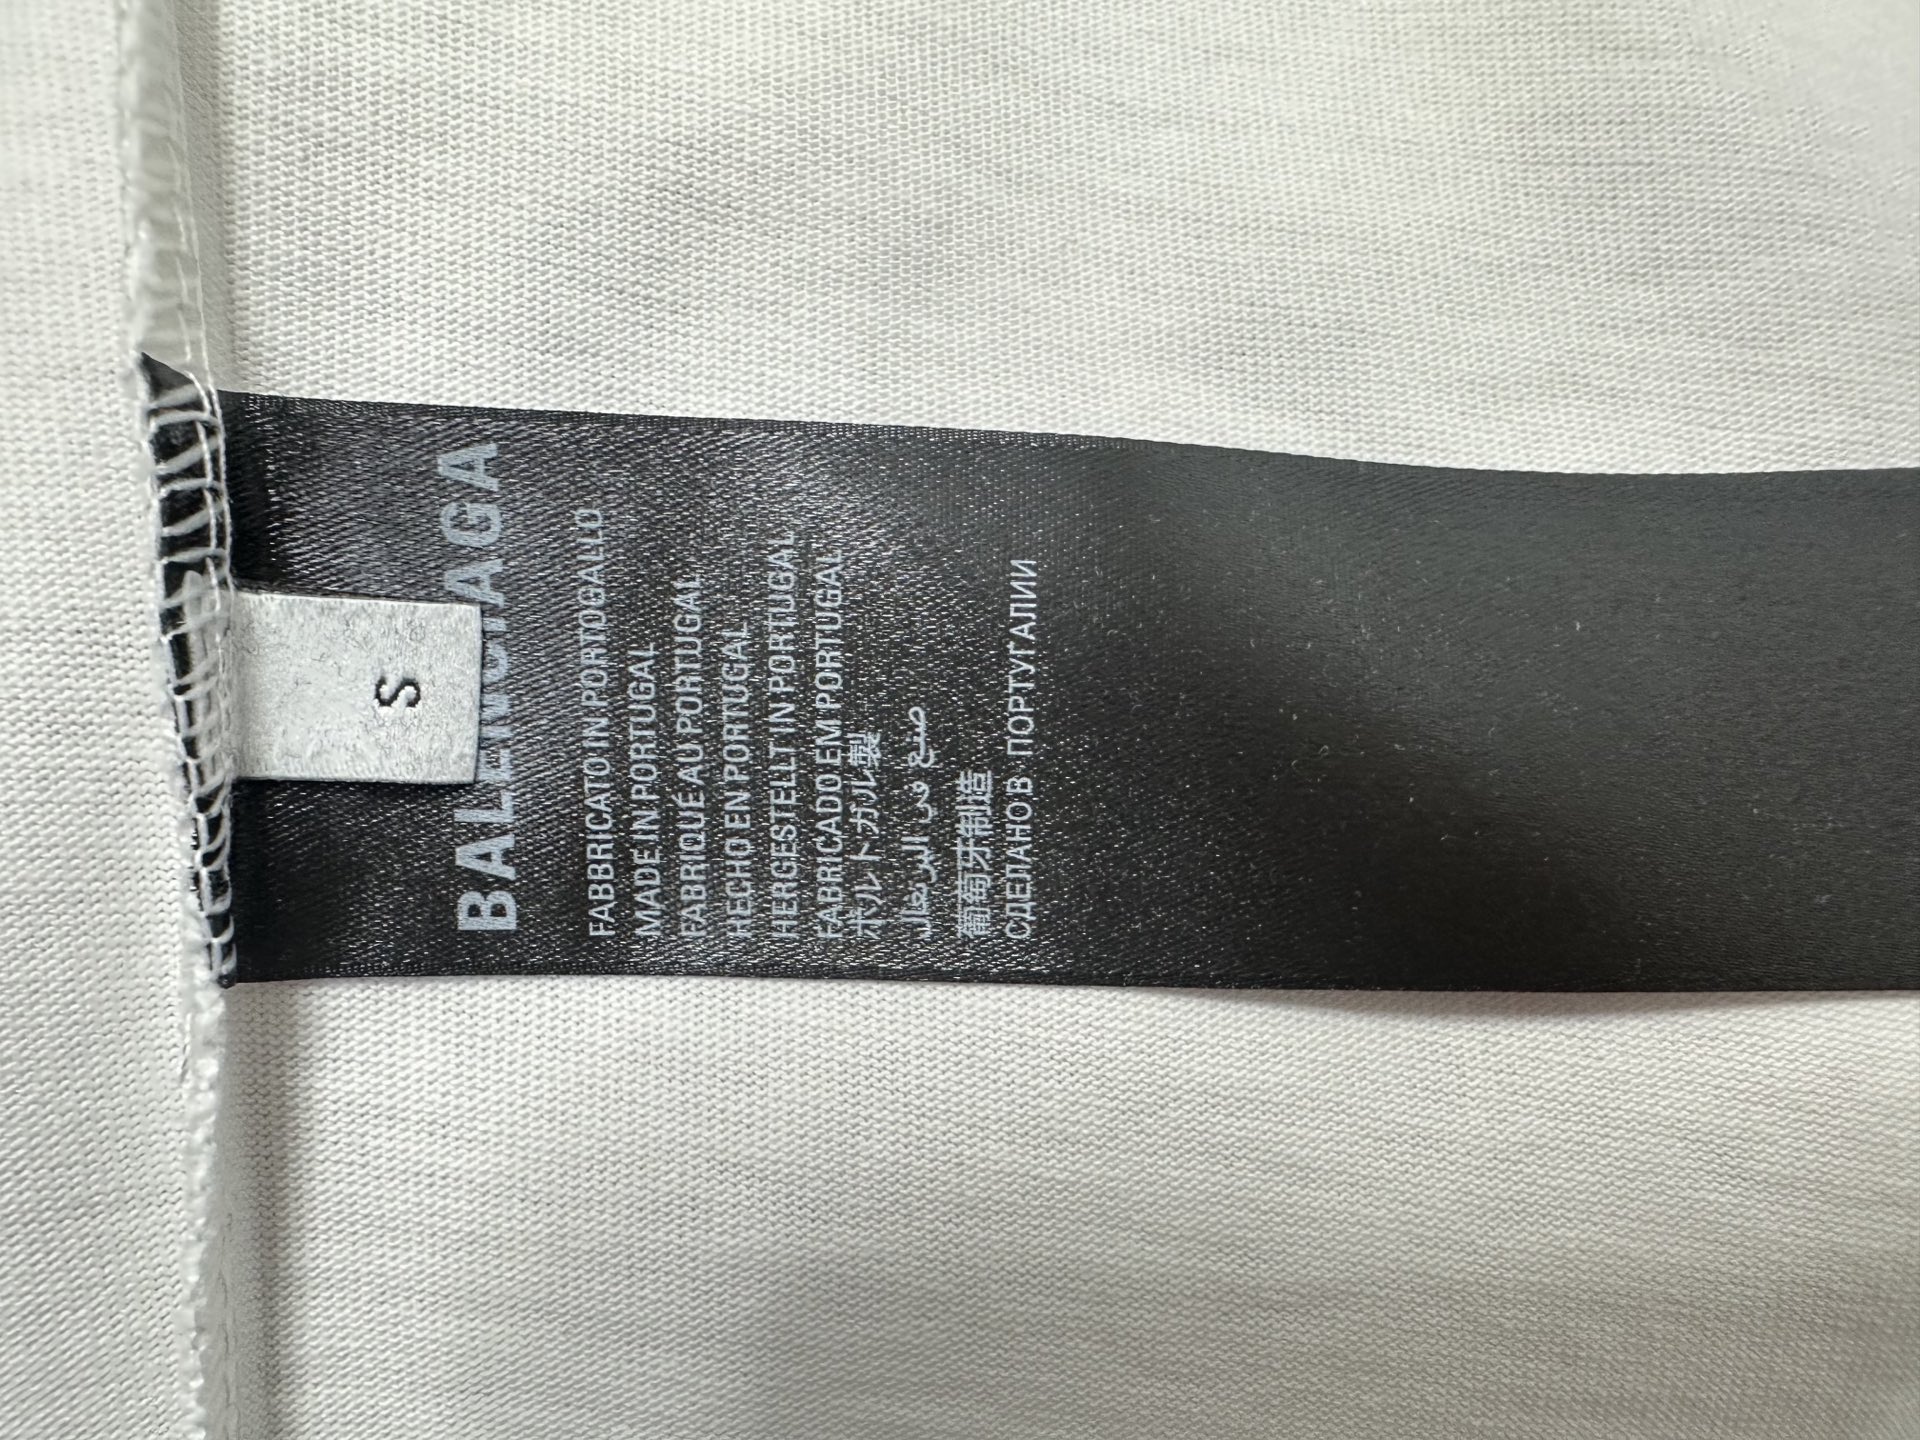 S
BALENCIAGA
FABBRICATO IN PORTOGALLO
MADE IN PORTUGAL
FABRIQUÉ AU PORTUGAL
HECHO EN PORTUGAL
HERGESTELLT IN PORTUGAL
FABRICADO EM PORTUGAL
ポルトガル製
صنع في البرتغال
葡萄牙制造
СДЕЛАНО В ПОРТУГАЛИИ